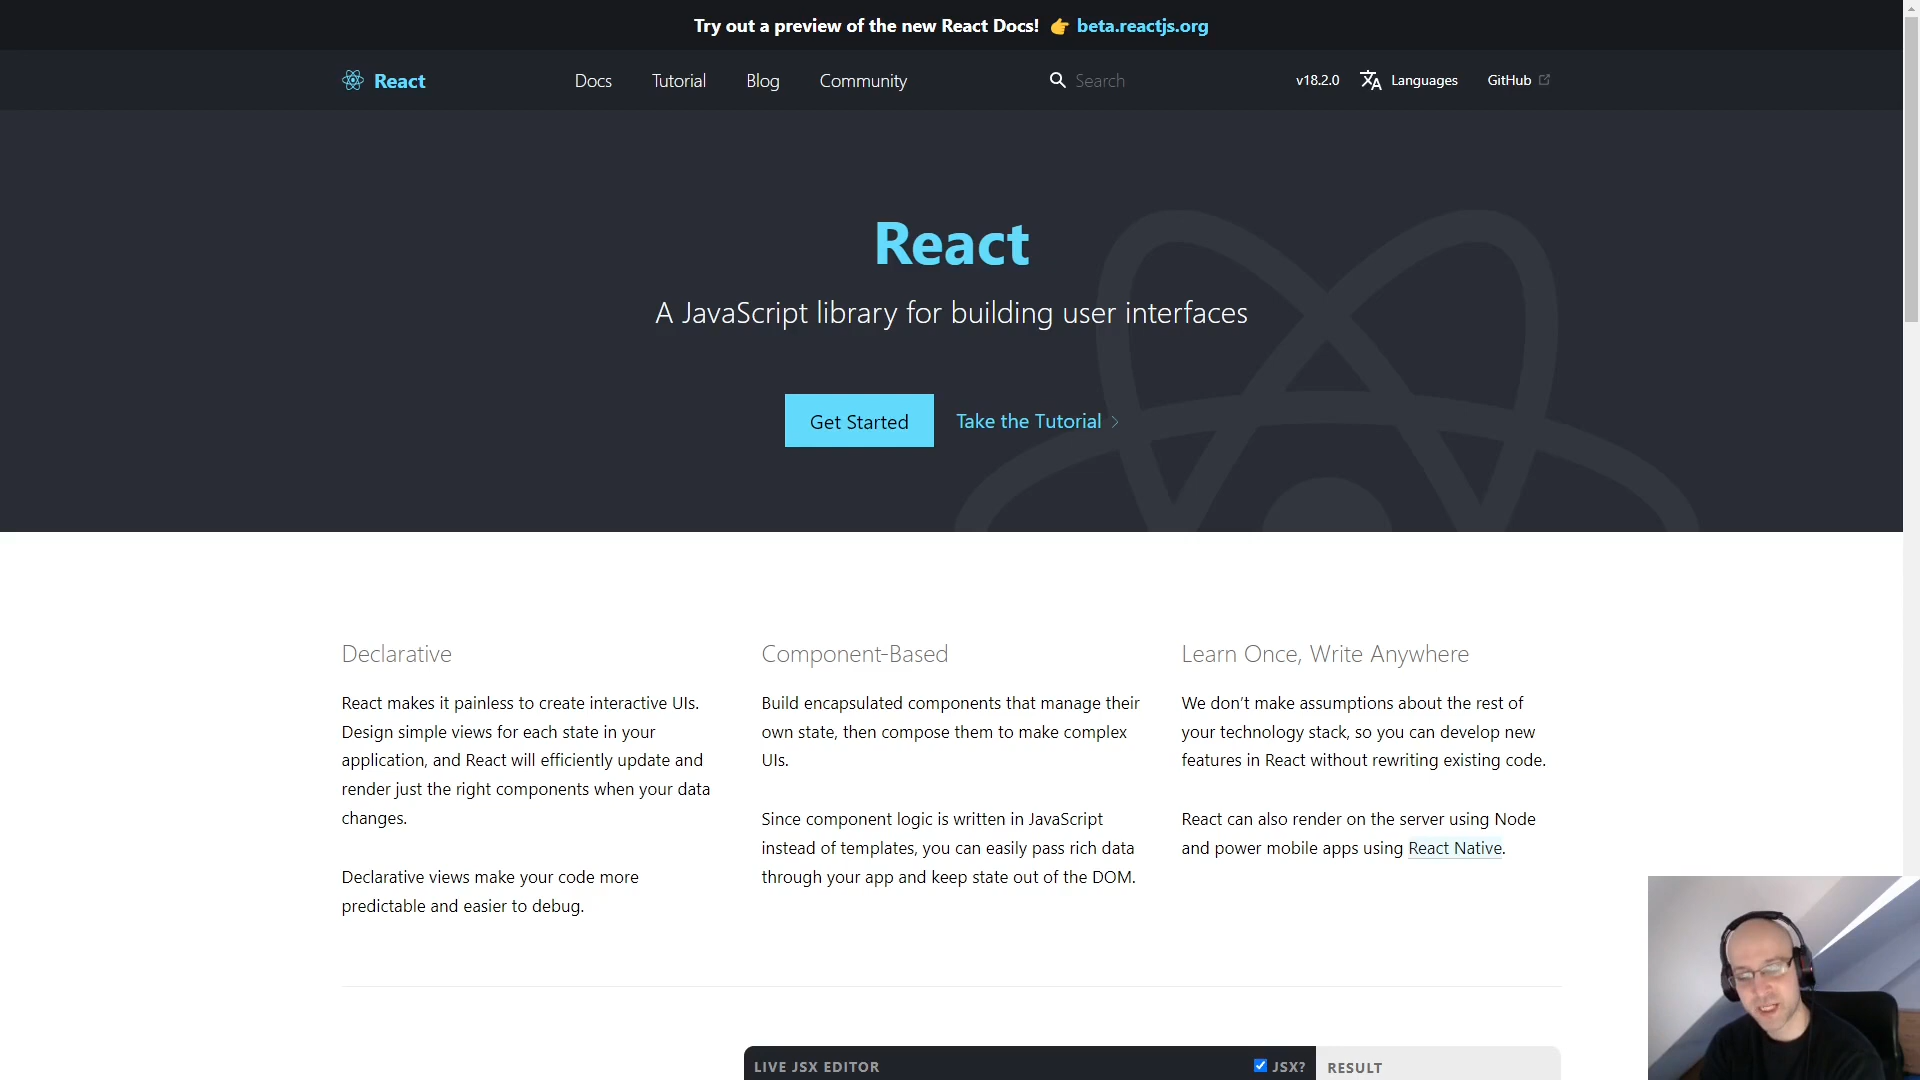 Try out a preview of the new React Docs! 👉 beta.reactjs.org
React
Docs
Tutorial
Blog
Community
Search
v18.2.0
Languages
GitHub
React
A JavaScript library for building user interfaces
Get Started
Take the Tutorial
Declarative
React makes it painless to create interactive UIs.
Design simple views for each state in your
application, and React will efficiently update and
render just the right components when your data
changes.
Declarative views make your code more
predictable and easier to debug.
Component-Based
Build encapsulated components that manage their
own state, then compose them to make complex
UIs.
Since component logic is written in JavaScript
instead of templates, you can easily pass rich data
through your app and keep state out of the DOM.
Learn Once, Write Anywhere
We don’t make assumptions about the rest of
your technology stack, so you can develop new
features in React without rewriting existing code.
React can also render on the server using Node
and power mobile apps using React Native.
LIVE JSX EDITOR
JSX?
RESULT